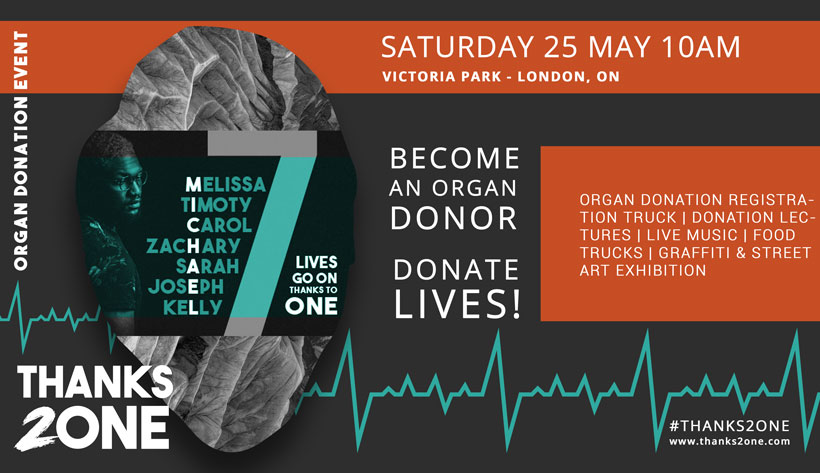 ORGAN DONATION EVENT
SATURDAY 25 MAY 10AM
VICTORIA PARK - LONDON, ON
7
MELISSA
TIMOTY
CAROL
ZACHARY
SARAH
JOSEPH
KELLY
LIVES
GO ON
THANKS TO
ONE
BECOME
AN ORGAN
DONOR
DONATE
LIVES!
ORGAN DONATION REGISTRA-
TION TRUCK | DONATION LEC-
TURES | LIVE MUSIC | FOOD
TRUCKS | GRAFFITI & STREET
ART EXHIBITION
THANKS
2ONE
#THANKS2ONE
www.thanks2one.com